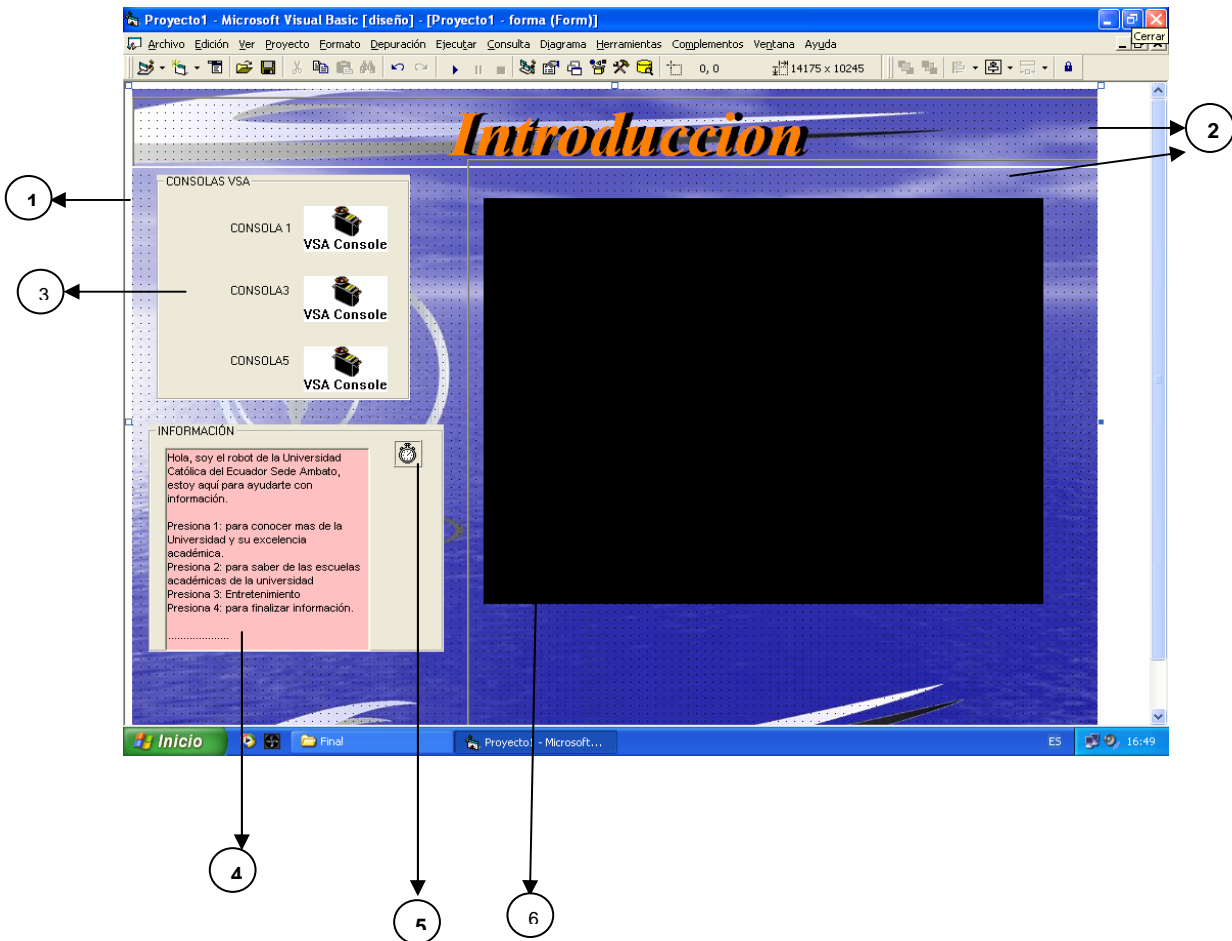 Proyecto1 - Microsoft Visual Basic [diseño] - [Proyecto1 - forma (Form)]
Cerrar
Archivo Edición Ver Proyecto Formato Depuración Ejecutar Consulta Diagrama Herramientas Complementos Ventana Ayuda
0, 0
14175 x 10245
Introduccion
2
1
CONSOLAS VSA
CONSOLA 1
VSA Console
3
CONSOLA3
VSA Console
CONSOLA5
VSA Console
INFORMACIÓN
Hola, soy el robot de la Universidad
Católica del Ecuador Sede Ambato,
estoy aquí para ayudarte con
información.
Presiona 1: para conocer mas de la
Universidad y su excelencia
académica.
Presiona 2: para saber de las escuelas
académicas de la universidad
Presiona 3: Entretenimiento
Presiona 4: para finalizar información.
....................
Inicio
Final
Proyecto1 - Microsoft...
ES
16:49
4
5
6